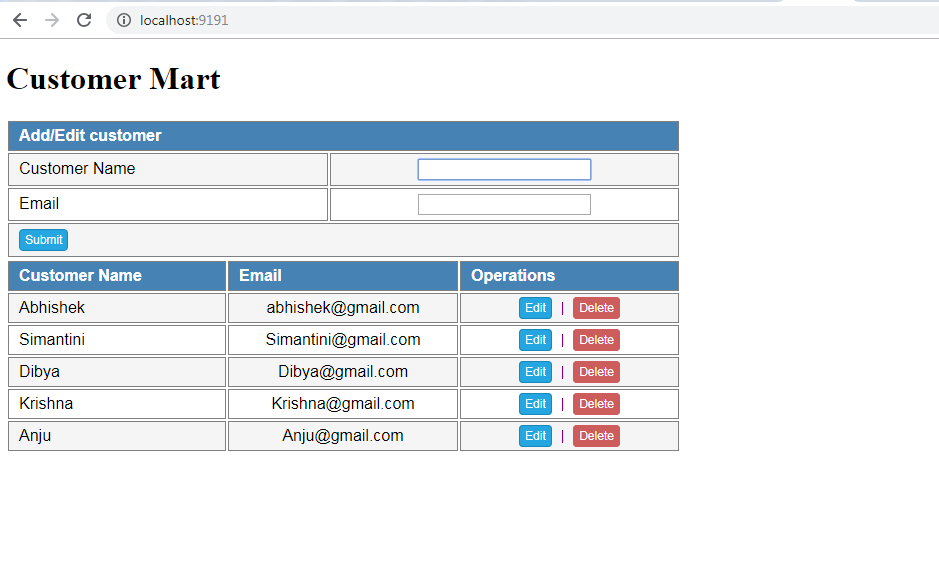 localhost:9191
Customer Mart
Add/Edit customer
Customer Name
Email
Submit
Customer Name Email Operations
Abhishek abhishek@gmail.com Edit | Delete
Simantini Simantini@gmail.com Edit | Delete
Dibya Dibya@gmail.com Edit | Delete
Krishna Krishna@gmail.com Edit | Delete
Anju Anju@gmail.com Edit | Delete